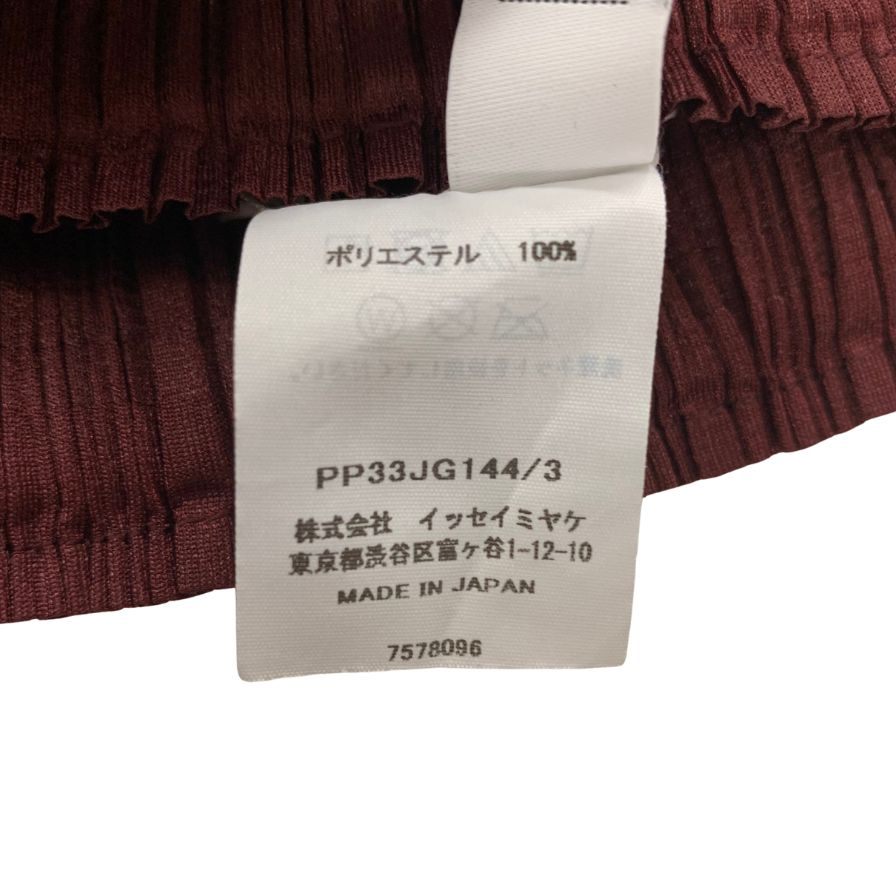 ポリエステル 100%
PP33JG144/3
株式会社 イッセイミヤケ
東京都渋谷区富ケ谷1-12-10
MADE IN JAPAN
7578096